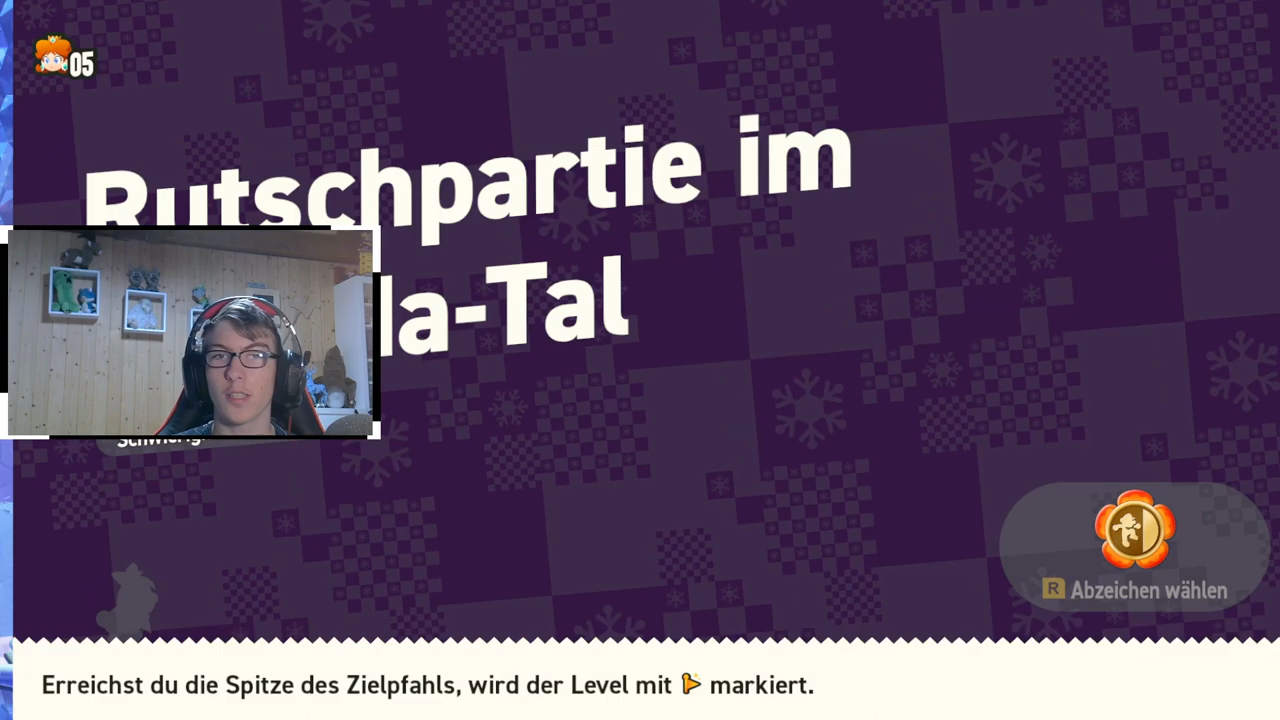 05
Rutschpartie im
la-Tal
R Abzeichen wählen
Erreichst du die Spitze des Zielpfahls, wird der Level mit markiert.